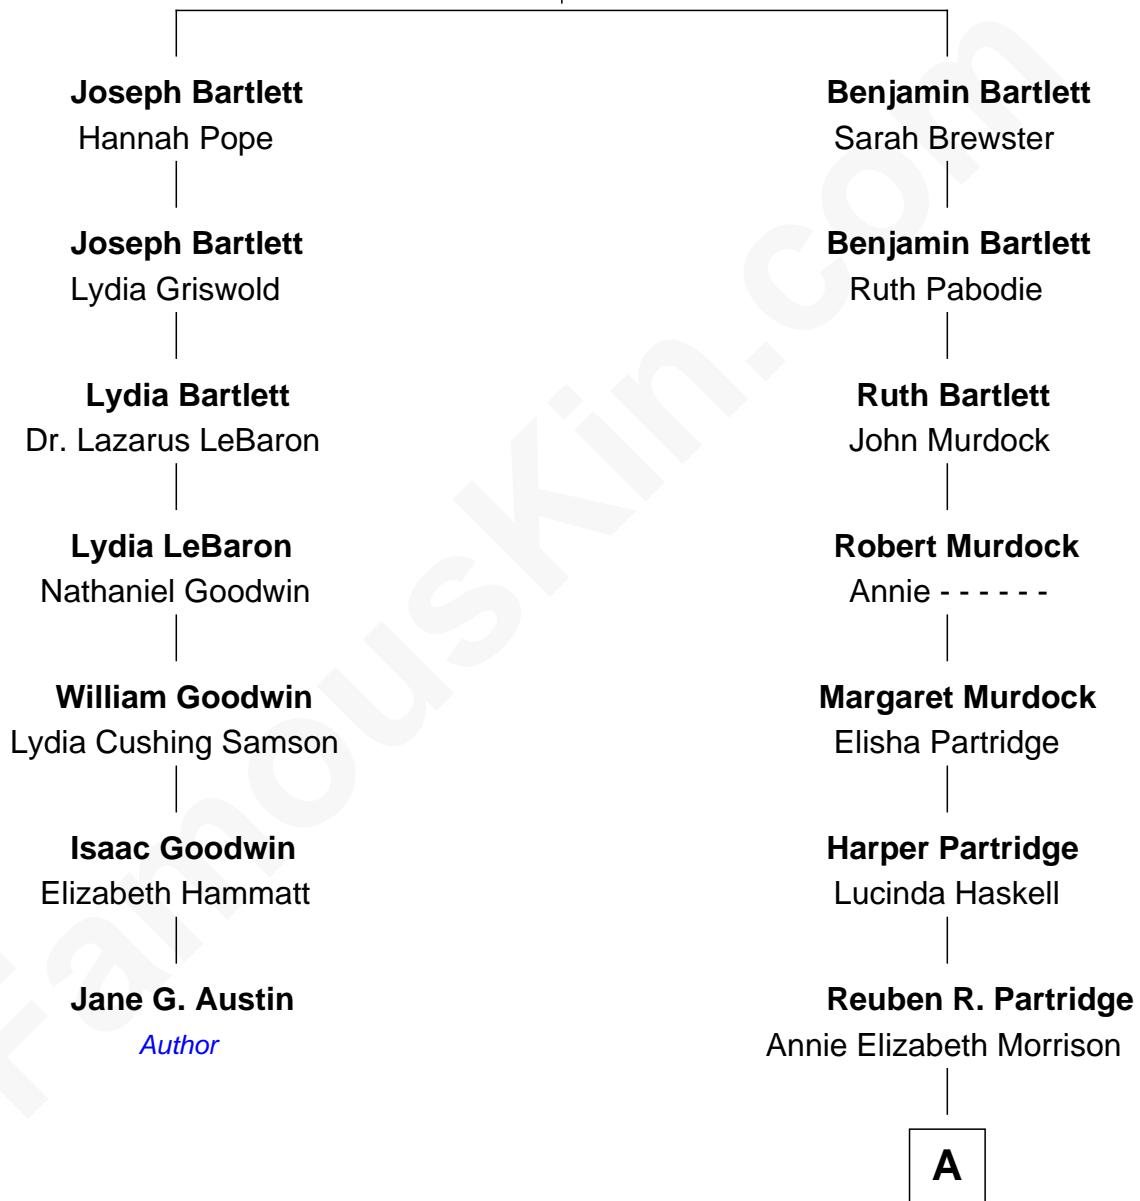 Joseph Bartlett
Hannah Pope
Joseph Bartlett
Lydia Griswold
Lydia Bartlett
Dr. Lazarus LeBaron
Lydia LeBaron
Nathaniel Goodwin
William Goodwin
Lydia Cushing Samson
Isaac Goodwin
Elizabeth Hammatt
Jane G. Austin
Author
Benjamin Bartlett
Sarah Brewster
Benjamin Bartlett
Ruth Pabodie
Ruth Bartlett
John Murdock
Robert Murdock
Annie - - - - - -
Margaret Murdock
Elisha Partridge
Harper Partridge
Lucinda Haskell
Reuben R. Partridge
Annie Elizabeth Morrison
A
FamousKin.com